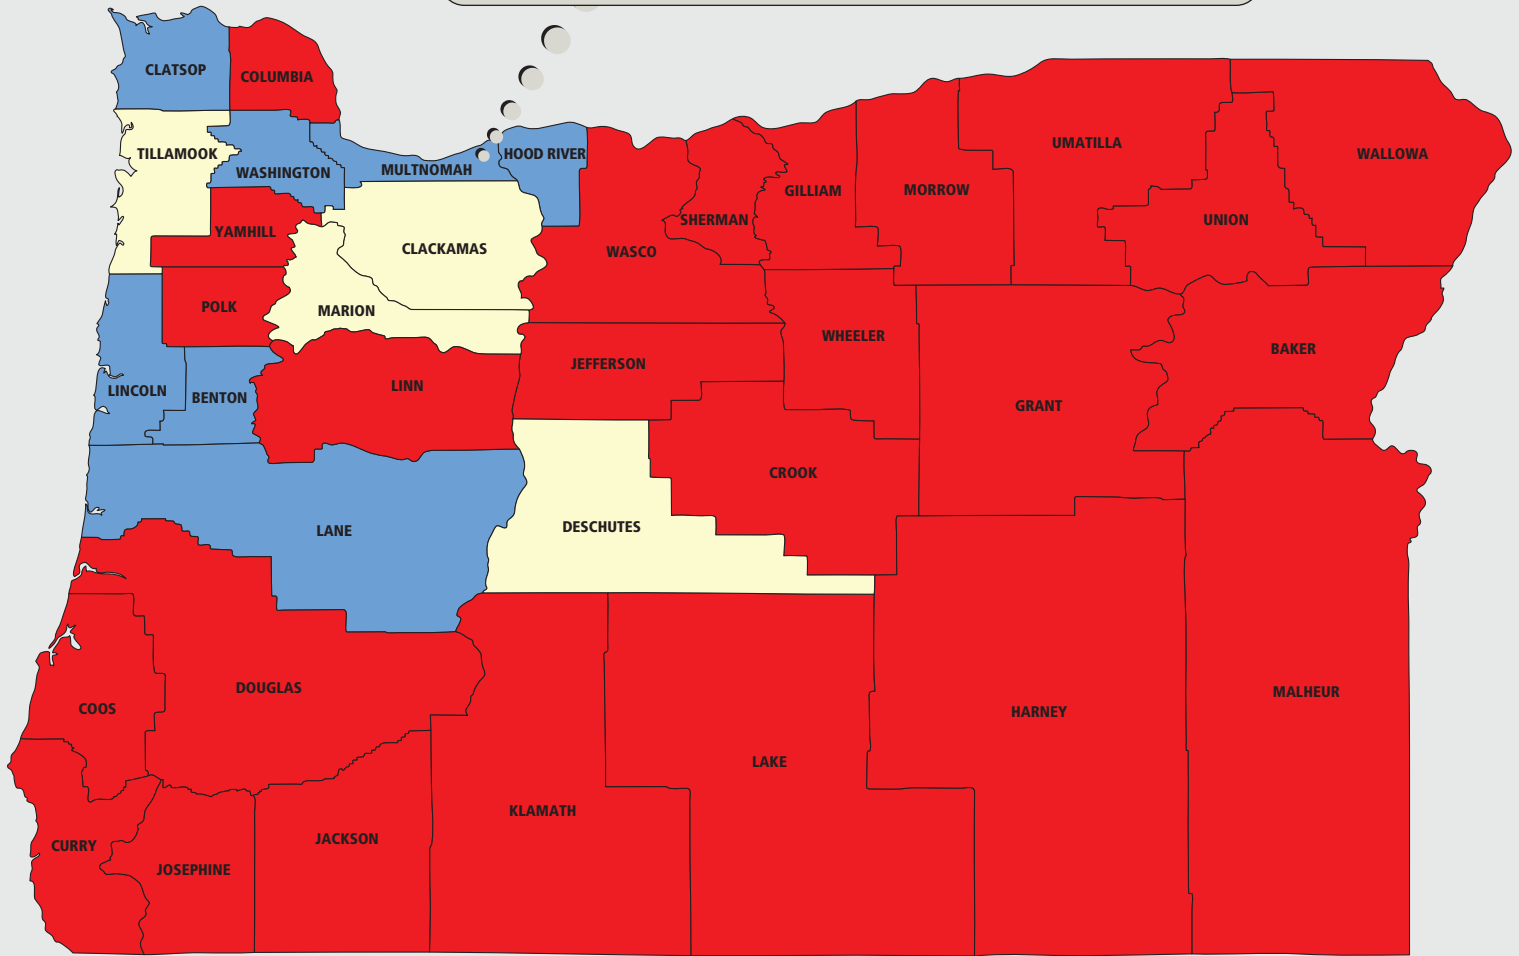 CLATSOP
COLUMBIA
TILLAMOOK
WASHINGTON
MULTNOMAH
HOOD RIVER
UMATILLA
WALLOWA
YAMHILL
CLACKAMAS
WASCO
SHERMAN
GILLIAM
MORROW
UNION
POLK
MARION
JEFFERSON
WHEELER
BAKER
LINCOLN
BENTON
LINN
GRANT
CROOK
LANE
DESCHUTES
COOS
DOUGLAS
HARNEY
MALHEUR
LAKE
KLAMATH
CURRY
JOSEPHINE
JACKSON